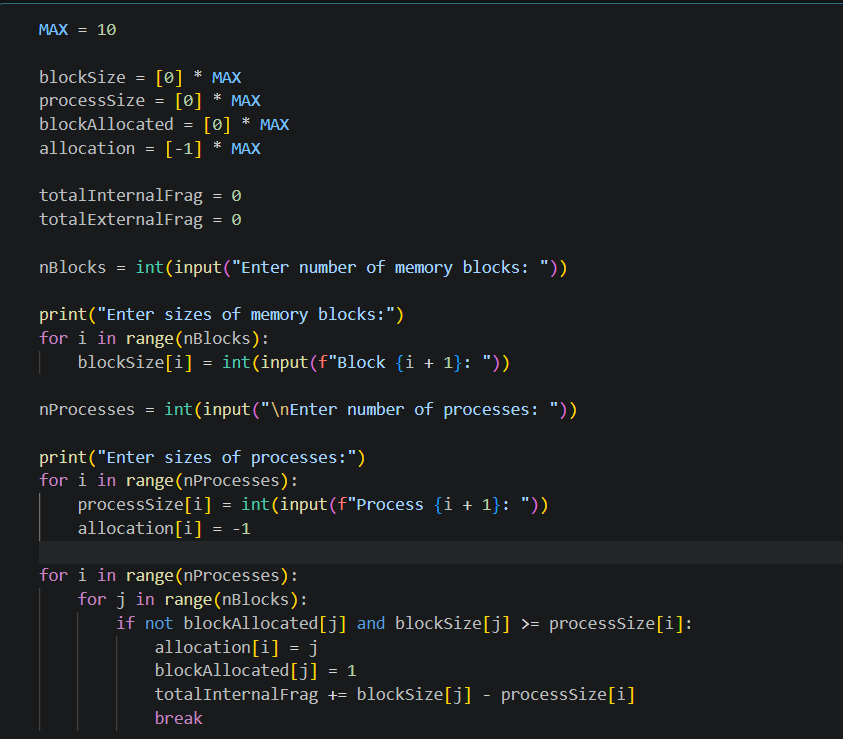 MAX = 10
blockSize = [0] * MAX
processSize = [0] * MAX
blockAllocated = [0] * MAX
allocation = [-1] * MAX
totalInternalFrag = 0
totalExternalFrag = 0
nBlocks = int(input("Enter number of memory blocks: "))
print("Enter sizes of memory blocks:")
for i in range(nBlocks):
    blockSize[i] = int(input(f"Block {i + 1}: "))
nProcesses = int(input("\nEnter number of processes: "))
print("Enter sizes of processes:")
for i in range(nProcesses):
    processSize[i] = int(input(f"Process {i + 1}: "))
    allocation[i] = -1
for i in range(nProcesses):
    for j in range(nBlocks):
        if not blockAllocated[j] and blockSize[j] >= processSize[i]:
            allocation[i] = j
            blockAllocated[j] = 1
            totalInternalFrag += blockSize[j] - processSize[i]
            break